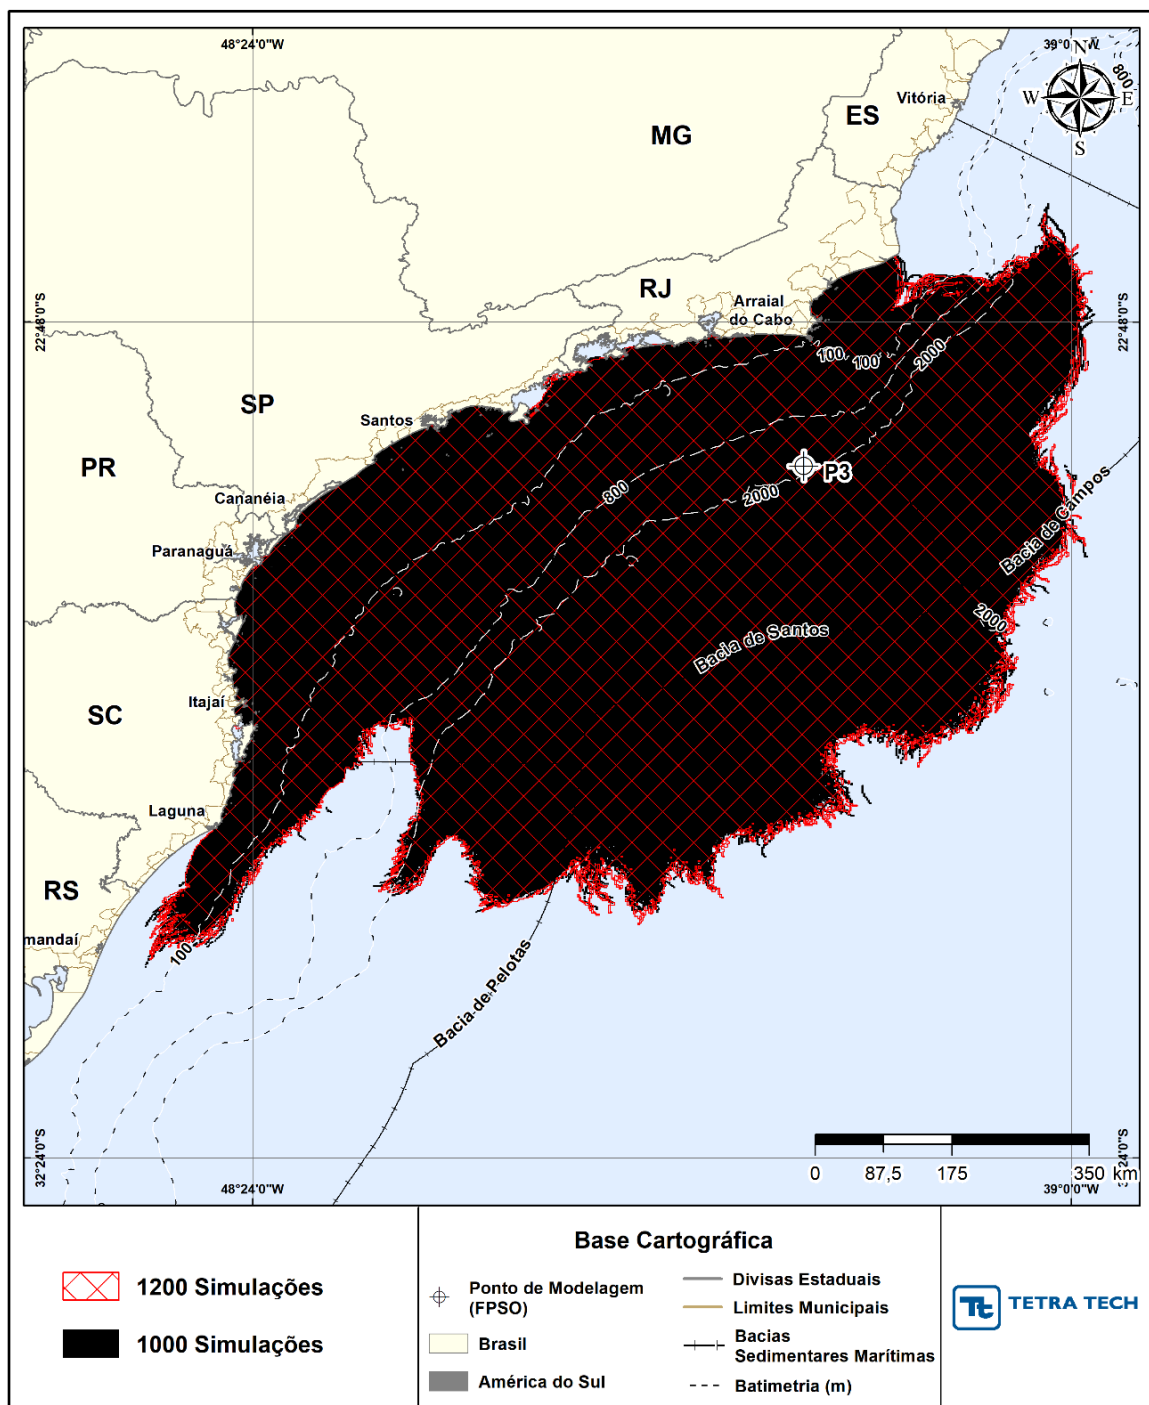 48°24'0"W
39°0'0"W
N
800
W
E
S
Vitória
ES
MG
RJ
Arraial
do Cabo
22°48'0"S
22°48'0"S
100
100
2000
SP
Santos
P3
PR
800
2000
Cananéia
Bacia de Campos
Paranaguá
2000
Bacia de Santos
Itajaí
SC
Laguna
RS
mandaí
100
Bacia de Pelotas
32°24'0"S
0
87,5
175
350 km
48°24'0"W
39°0'0"W
1200 Simulações
1000 Simulações
Base Cartográfica
Ponto de Modelagem
(FPSO)
Brasil
América do Sul
Divisas Estaduais
Limites Municipais
Bacias
Sedimentares Marítimas
Batimetria (m)
Tt
TETRA TECH